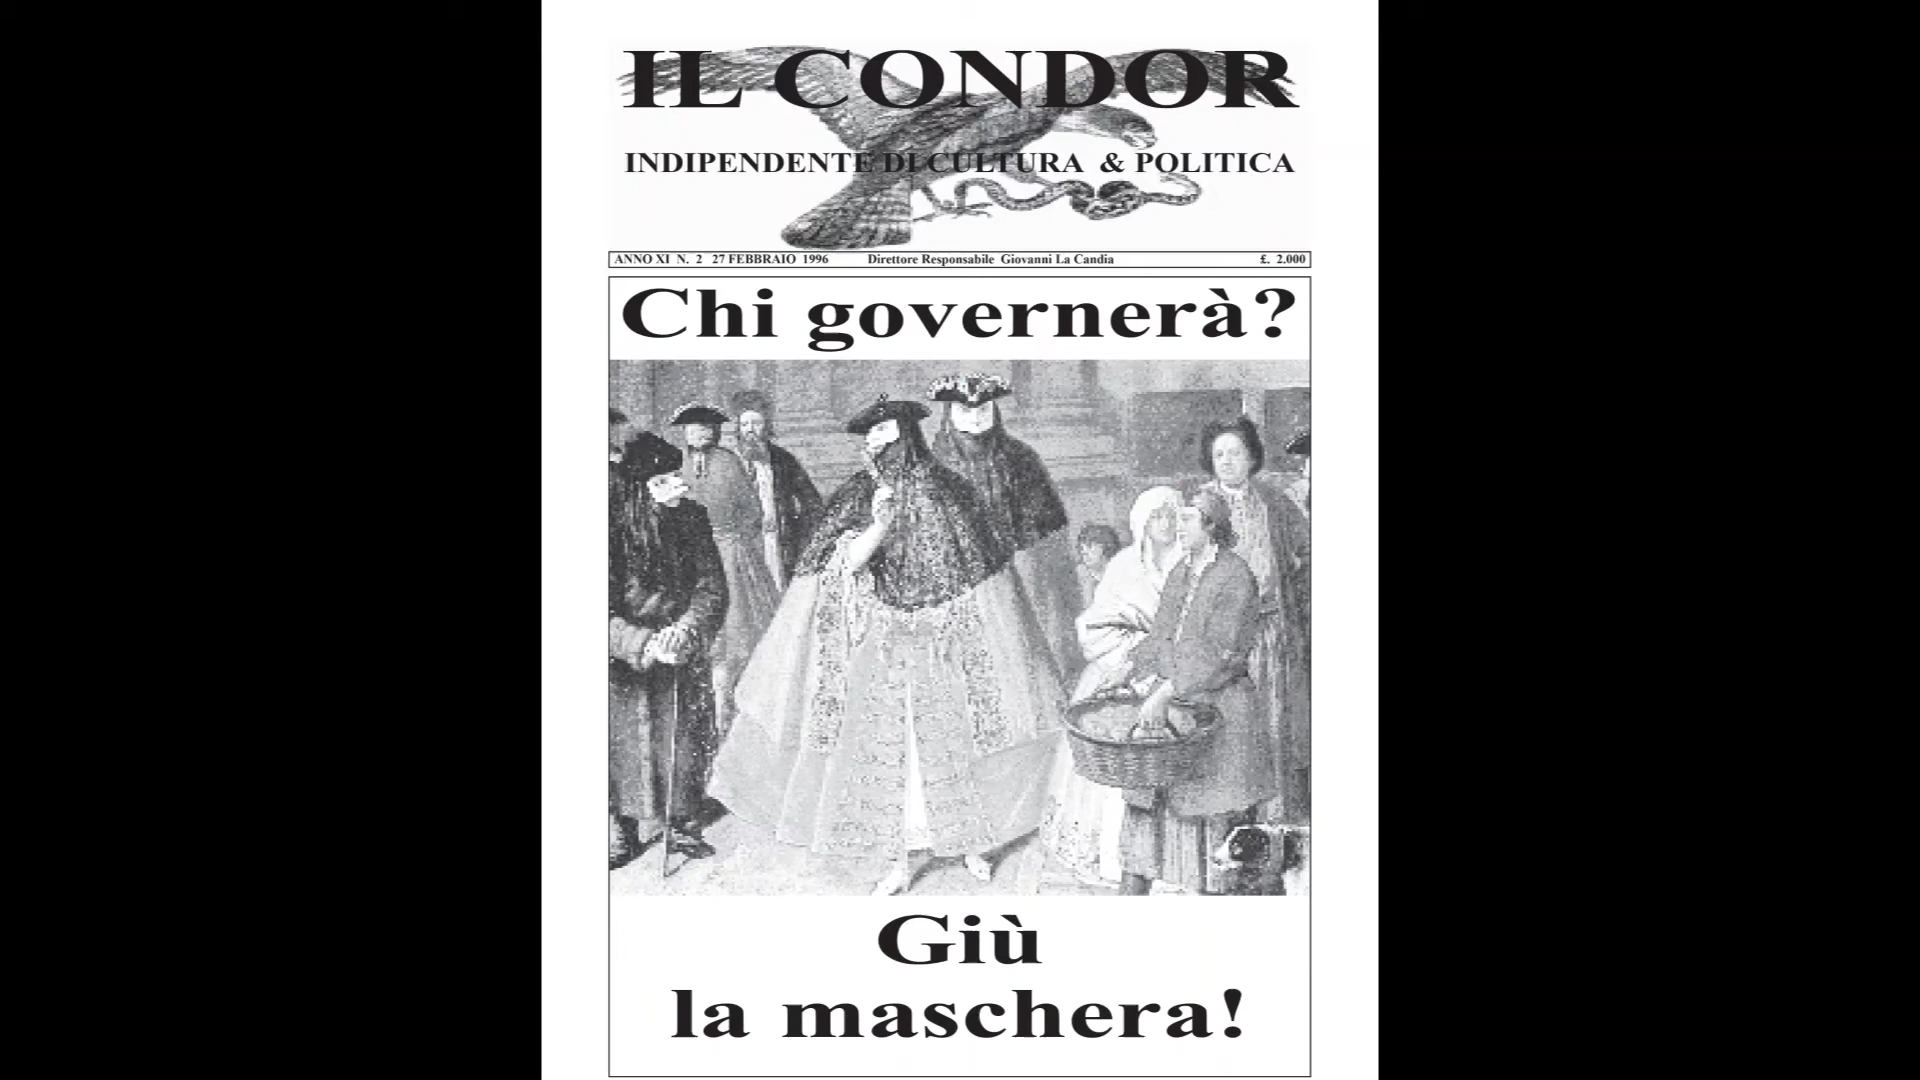 IL CONDOR
INDIPENDENTE DI CULTURA & POLITICA
ANNO XI N. 2 27 FEBBRAIO 1996 Direttore Responsabile Giovanni La Candia £. 2.000
Chi governerà?
Giù
la maschera!